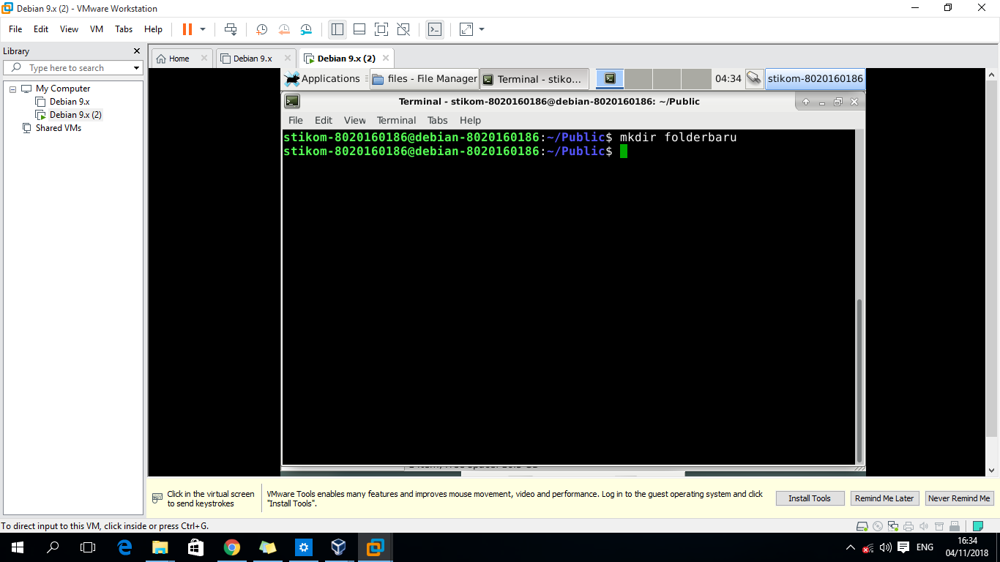 Debian 9.x (2) - VMware Workstation
File Edit View VM Tabs Help
Library
Type here to search
My Computer
Debian 9.x
Debian 9.x (2)
Shared VMs
Home
Debian 9.x
Debian 9.x (2)
Applications
files - File Manager
Terminal - stiko...
04:34
stikom-8020160186
Terminal - stikom-8020160186@debian-8020160186: ~/Public
File Edit View Terminal Tabs Help
stikom-8020160186@debian-8020160186:~/Public$ mkdir folderbaru
stikom-8020160186@debian-8020160186:~/Public$
Click in the virtual screen
to send keystrokes
VMware Tools enables many features and improves mouse movement, video and performance. Log in to the guest operating system and click
"Install Tools".
Install Tools
Remind Me Later
Never Remind Me
To direct input to this VM, click inside or press Ctrl+G.
ENG
16:34
04/11/2018